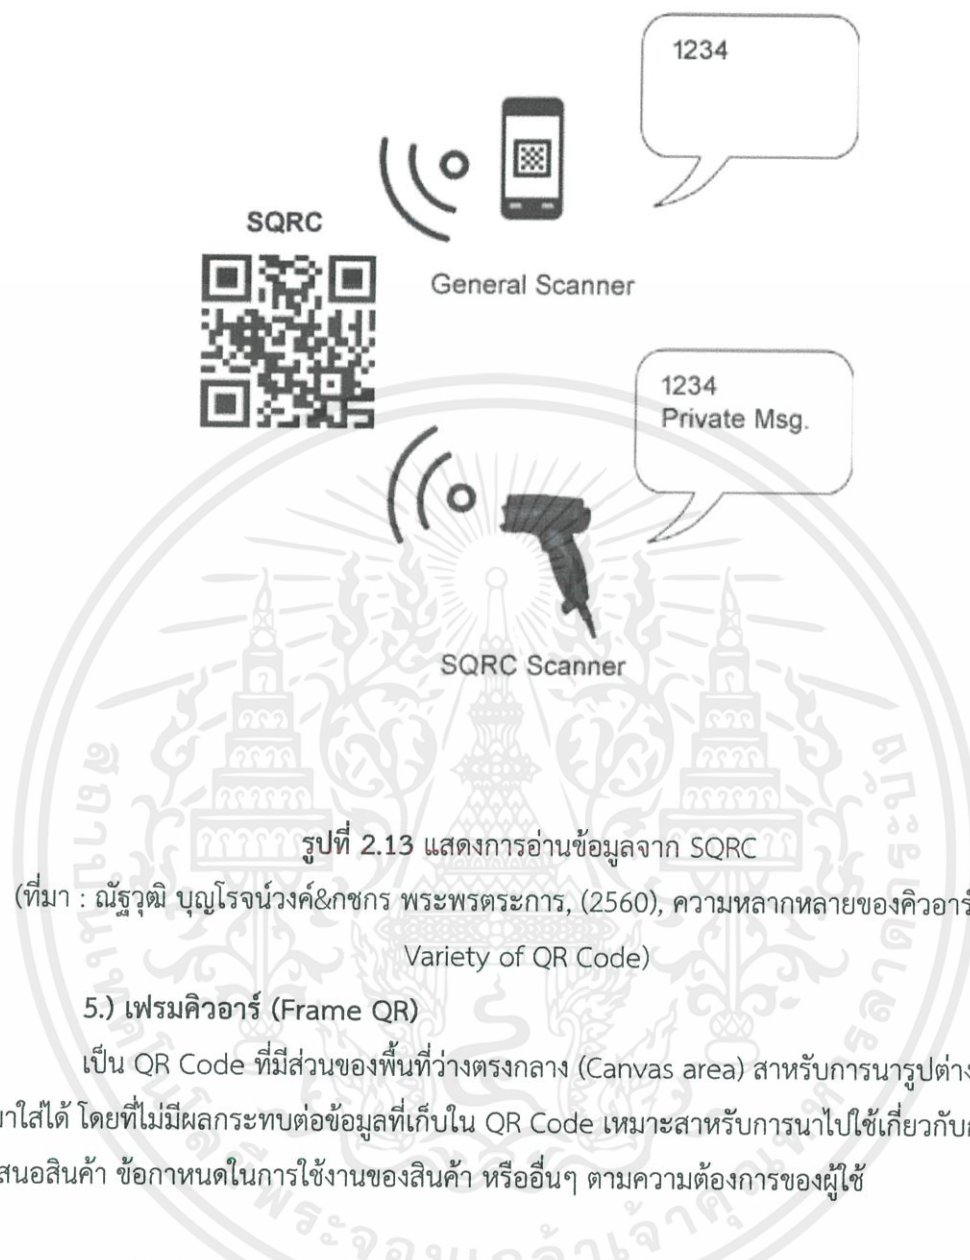 1234
SQRC
General Scanner
1234
Private Msg.
SQRC Scanner
รูปที่ 2.13 แสดงการอ่านข้อมูลจาก SQRC
(ที่มา : ณัฐวุฒิ บุญโรจน์วงค์&กชกร พระพรตระการ, (2560), ความหลากหลายของคิวอาร์
Variety of QR Code)
5.) เฟรมคิวอาร์ (Frame QR)
เป็น QR Code ที่มีส่วนของพื้นที่ว่างตรงกลาง (Canvas area) สาหรับการนารูปต่าง
มาใส่ได้ โดยที่ไม่มีผลกระทบต่อข้อมูลที่เก็บใน QR Code เหมาะสาหรับการนาไปใช้เกี่ยวกับ
สนอสินค้า ข้อกาหนดในการใช้งานของสินค้า หรืออื่นๆ ตามความต้องการของผู้ใช้